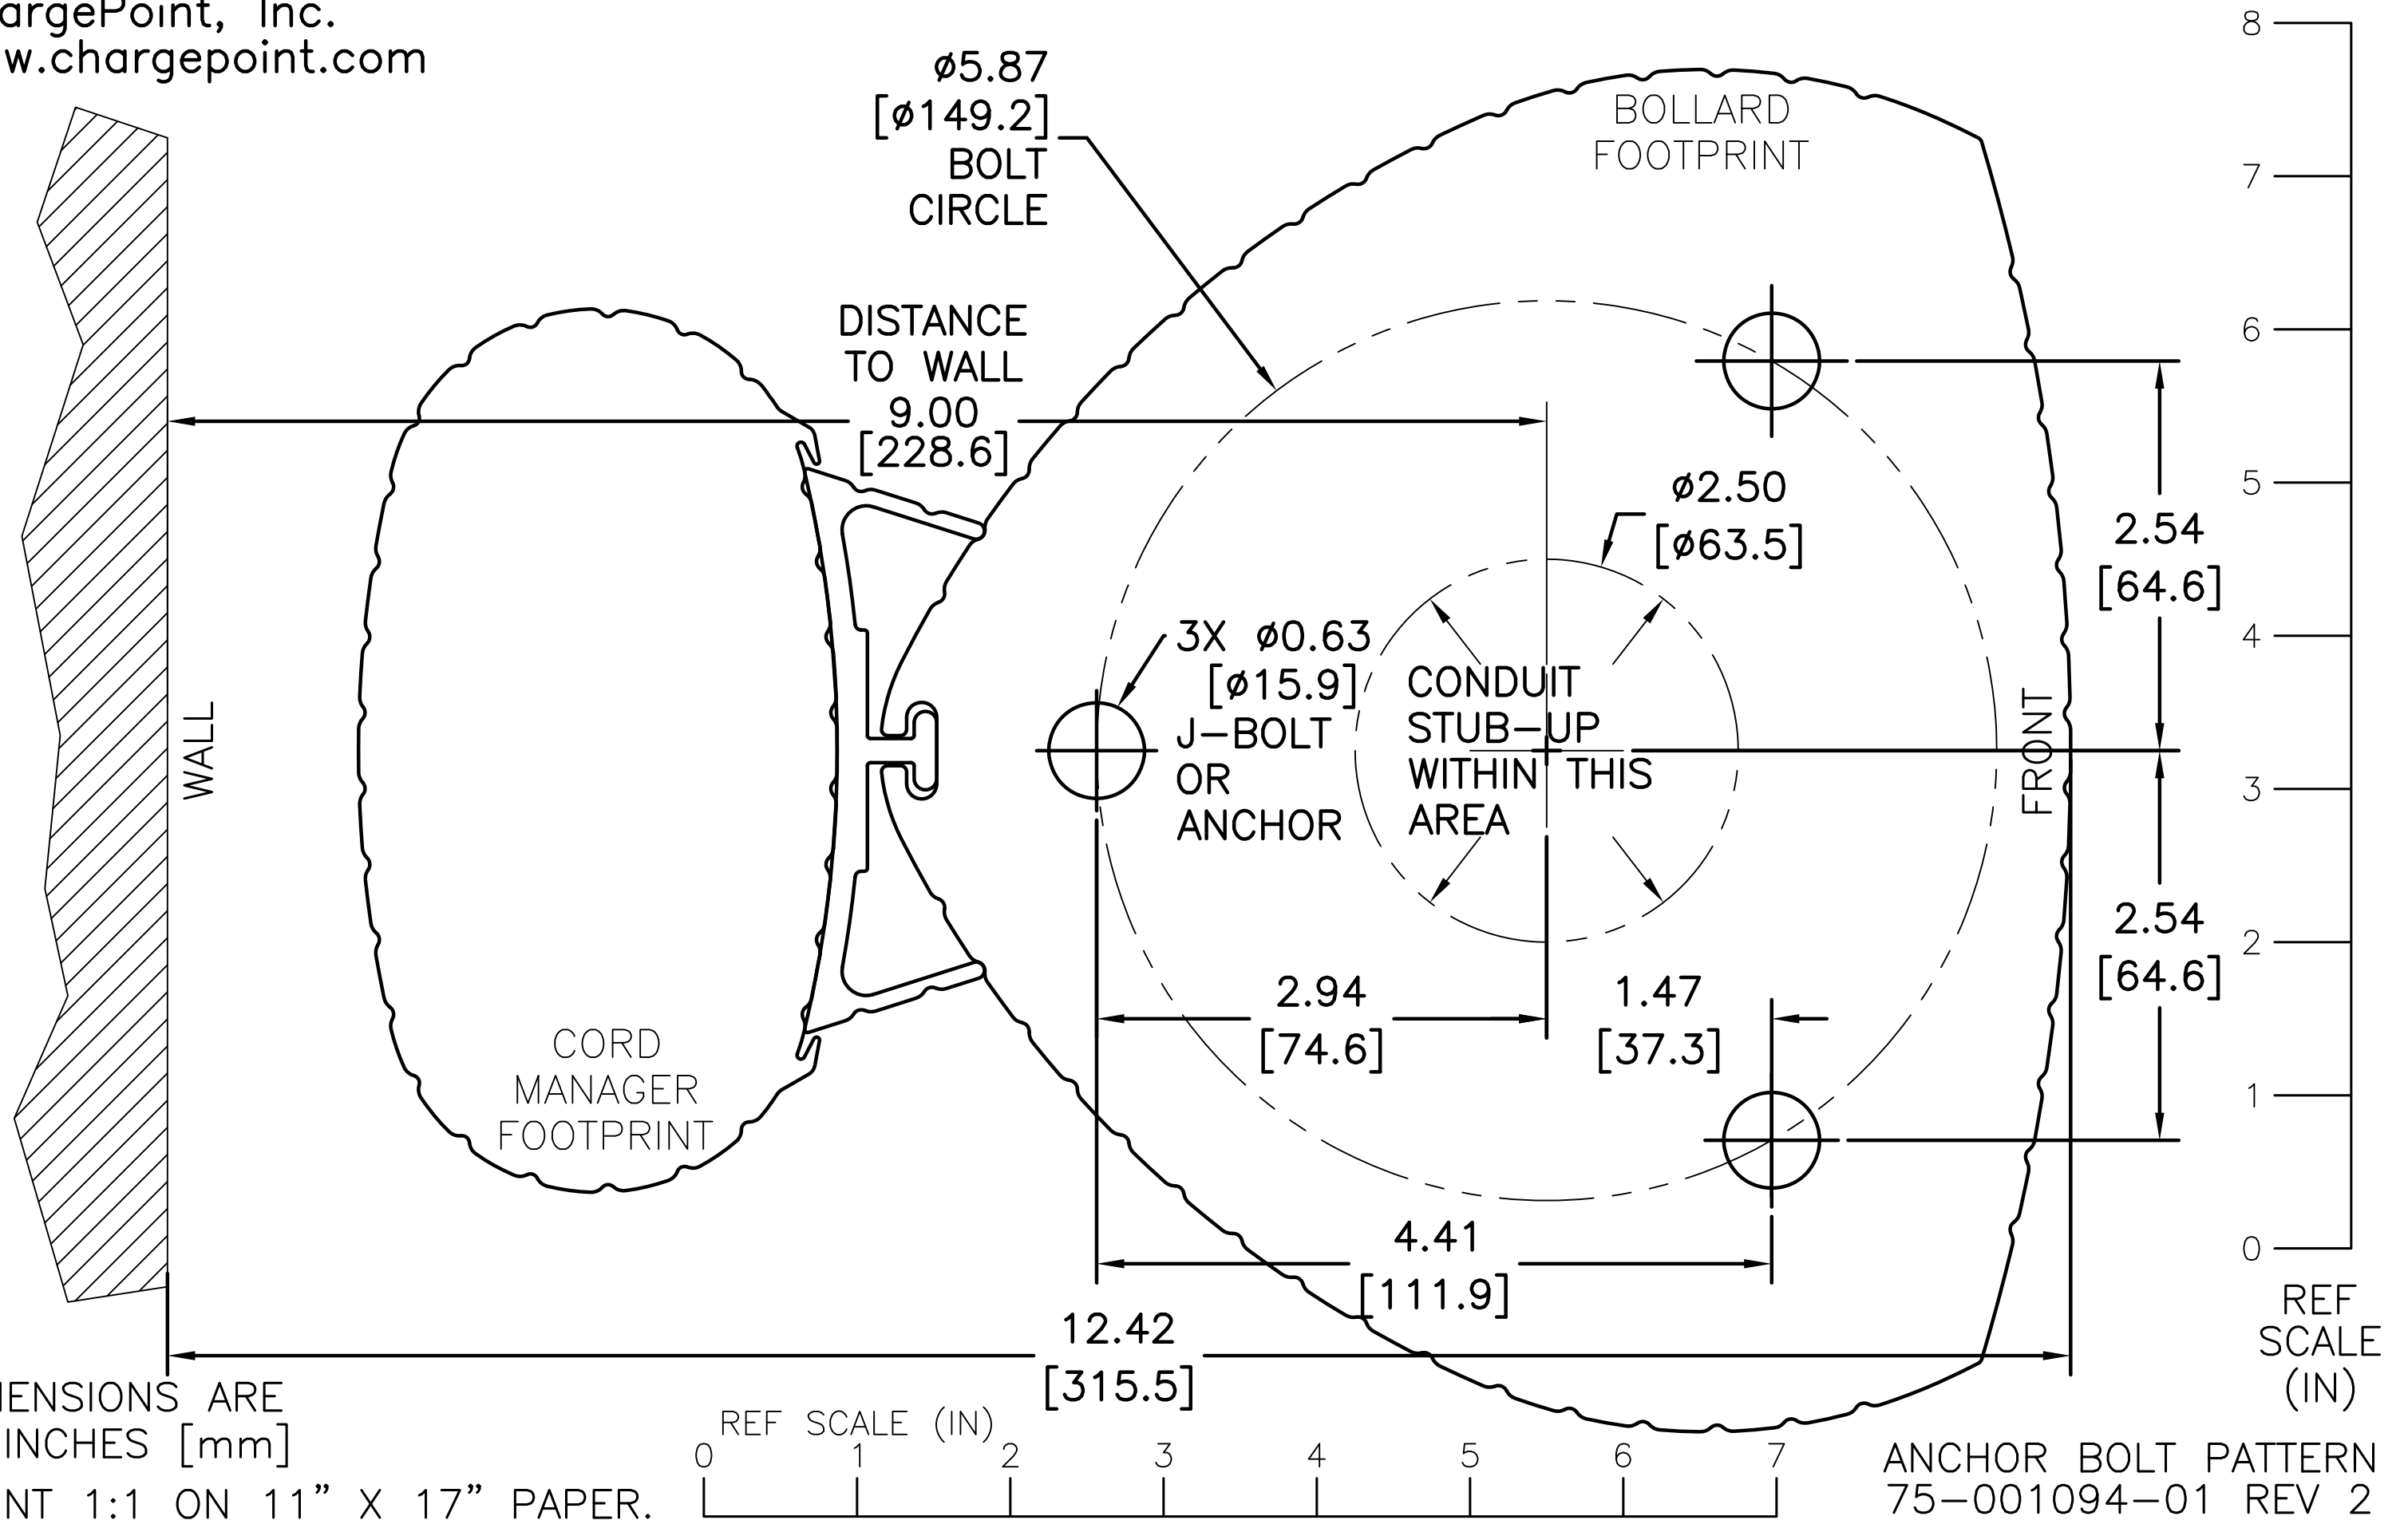 argePoint, Inc.
w.chargepoint.com
ø5.87
[ø149.2]
BOLT
CIRCLE
BOLLARD
FOOTPRINT
DISTANCE
TO WALL
9.00
[228.6]
ø2.50
[ø63.5]
2.54
[64.6]
3X ø0.63
[ø15.9]
J-BOLT
OR
ANCHOR
CONDUIT
STUB-UP
WITHIN THIS
AREA
WALL
FRONT
2.54
[64.6]
2.94
[74.6]
1.47
[37.3]
CORD
MANAGER
FOOTPRINT
4.41
[111.9]
12.42
[315.5]
8
7
6
5
4
3
2
1
0
REF
SCALE
(IN)
MENSIONS ARE
INCHES [mm]
NT 1:1 ON 11” X 17” PAPER.
REF SCALE (IN)
0 1 2 3 4 5 6 7
ANCHOR BOLT PATTERN
75-001094-01 REV 2